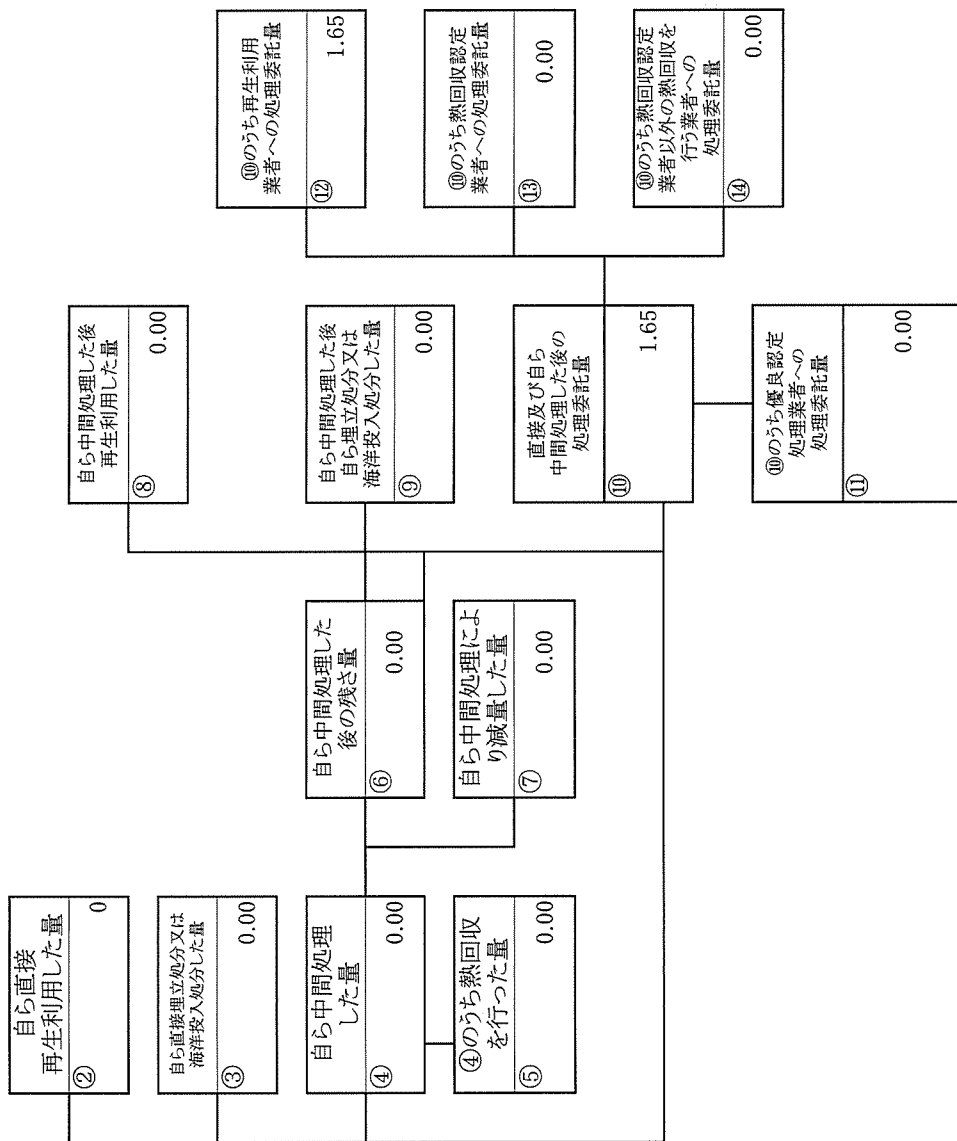 自ら直接
再生利用した量
② 0
自ら直接埋立処分又は
海洋投入処分した量
③ 0.00
自ら中間処理
した量
④ 0.00
④のうち熱回収
を行った量
⑤ 0.00
自ら中間処理した
後の残さ量
⑥ 0.00
自ら中間処理によ
り減量した量
⑦ 0.00
自ら中間処理した後
再生利用した量
⑧ 0.00
自ら中間処理した後
自ら埋立処分又は
海洋投入処分した量
⑨ 0.00
直接及び自ら
中間処理した後の
処理委託量
⑩ 1.65
⑩のうち優良認定
処理業者への
処理委託量
⑪ 0.00
⑩のうち再生利用
業者への処理委託量
⑫ 1.65
⑩のうち熱回収認定
業者への処理委託量
⑬ 0.00
⑩のうち熱回収認定
業者以外の熱回収を
行う業者への
処理委託量
⑭ 0.00